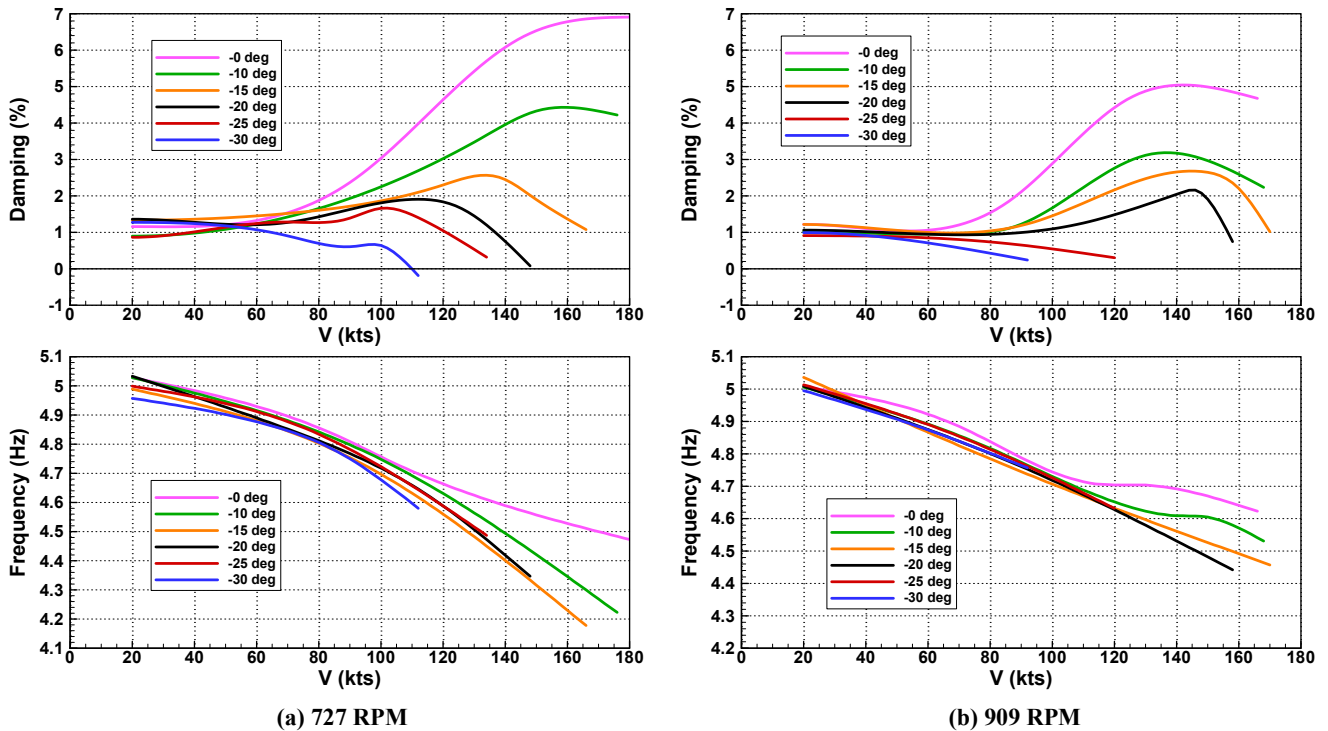 7
6
5
4
3
2
1
0
-1
Damping (%)
-0 deg
-10 deg
-15 deg
-20 deg
-25 deg
-30 deg
0 20 40 60 80 100 120 140 160 180
V (kts)
7
6
5
4
3
2
1
0
-1
Damping (%)
-0 deg
-10 deg
-15 deg
-20 deg
-25 deg
-30 deg
0 20 40 60 80 100 120 140 160 180
V (kts)
5.1
5
4.9
4.8
4.7
4.6
4.5
4.4
4.3
4.2
4.1
Frequency (Hz)
-0 deg
-10 deg
-15 deg
-20 deg
-25 deg
-30 deg
0 20 40 60 80 100 120 140 160 180
V (kts)
5.1
5
4.9
4.8
4.7
4.6
4.5
4.4
4.3
4.2
Frequency (Hz)
-0 deg
-10 deg
-15 deg
-20 deg
-25 deg
-30 deg
0 20 40 60 80 100 120 140 160 180
V (kts)
(a) 727 RPM
(b) 909 RPM